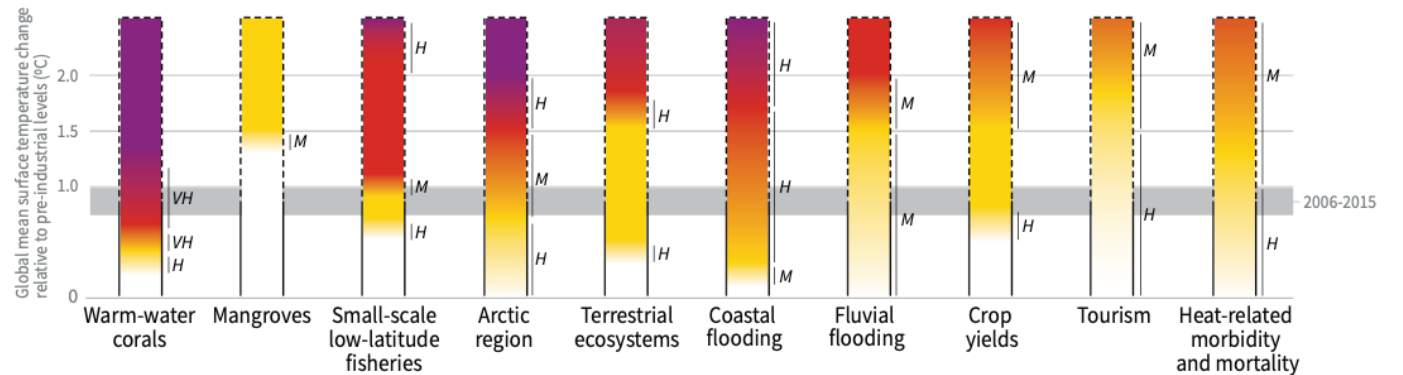 Global mean surface temperature change
relative to pre-industrial levels (⁰C)
2.0
1.5
1.0
0
VH
VH
H
M
H
M
H
H
M
H
H
H
H
H
M
M
M
M
H
M
H
M
H
2006-2015
Warm-water
corals
Mangroves
Small-scale
low-latitude
fisheries
Arctic
region
Terrestrial
ecosystems
Coastal
flooding
Fluvial
flooding
Crop
yields
Tourism
Heat-related
morbidity
and mortality